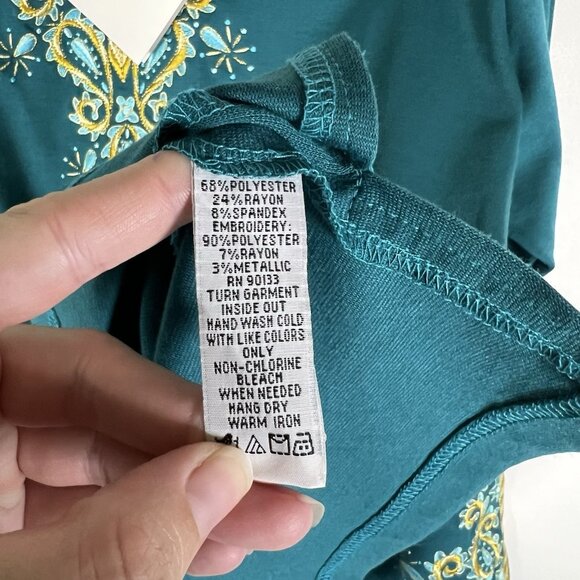 68%POLYESTER
24%RAYON
8%SPANDEX
EMBROIDERY:
90%POLYESTER
7%RAYON
3%METALLIC
RN 90133
TURN GARMENT
INSIDE OUT
HAND WASH COLD
WITH LIKE COLORS
ONLY
NON-CHLORINE
BLEACH
WHEN NEEDED
HANG DRY
WARM IRON